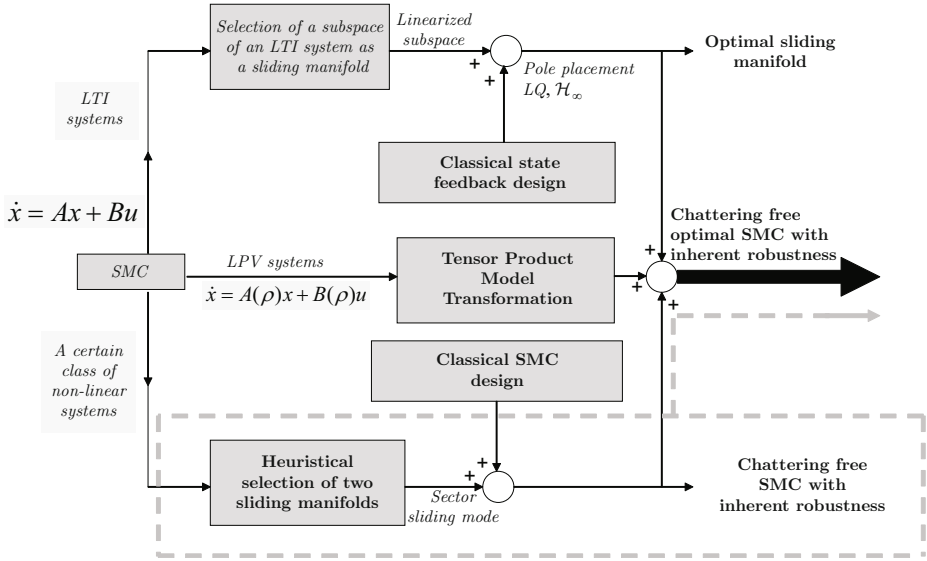 Selection of a subspace
of an LTI system as
a sliding manifold
Linearized
subspace
+
+
Pole placement
LQ, ℋ∞
Optimal sliding
manifold
LTI
systems
Classical state
feedback design
ẋ = Ax + Bu
SMC
LPV systems
ẋ = A(ρ)x + B(ρ)u
Tensor Product
Model
Transformation
+
+
+
Chattering free
optimal SMC with
inherent robustness
A certain
class of
non-linear
systems
Classical SMC
design
Heuristical
selection of two
sliding manifolds
+
+
Sector
sliding mode
Chattering free
SMC with
inherent robustness